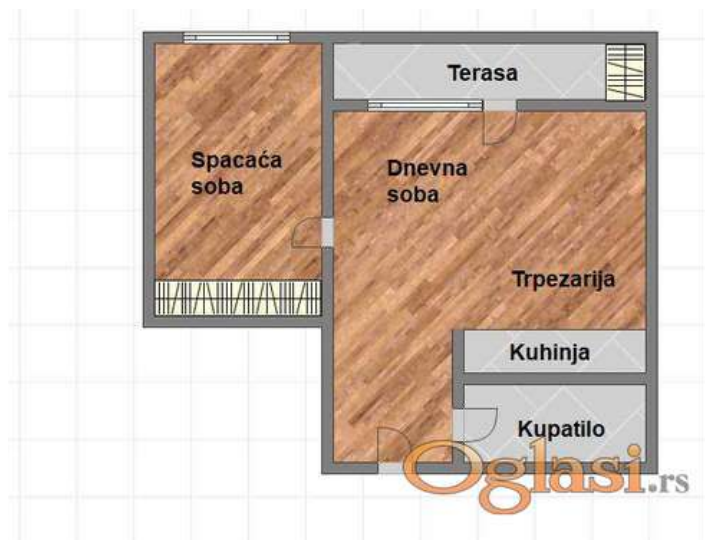 Terasa
Spacaća
soba
Dnevna
soba
Trpezarija
Kuhinja
Kupatilo
Oglasi.rs